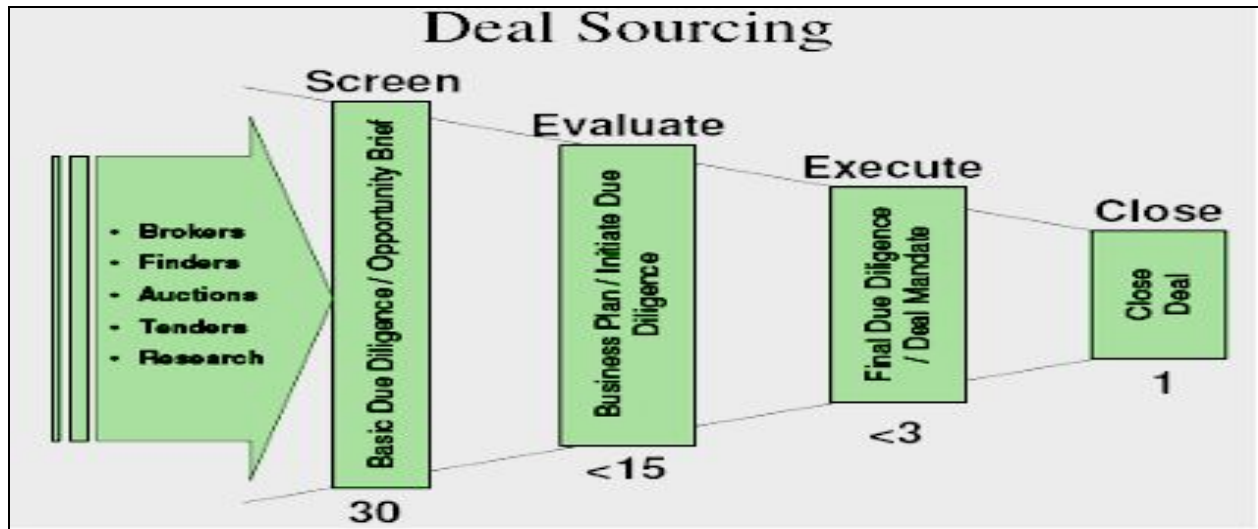 Deal Sourcing
Screen
Evaluate
Execute
Close
• Brokers
• Finders
• Auctions
• Tenders
• Research
Basic Due Diligence / Opportunity Brief
Business Plan / Initiate Due
Diligence
Final Due Diligence
/ Deal Mandate
Close
Deal
30
<15
<3
1